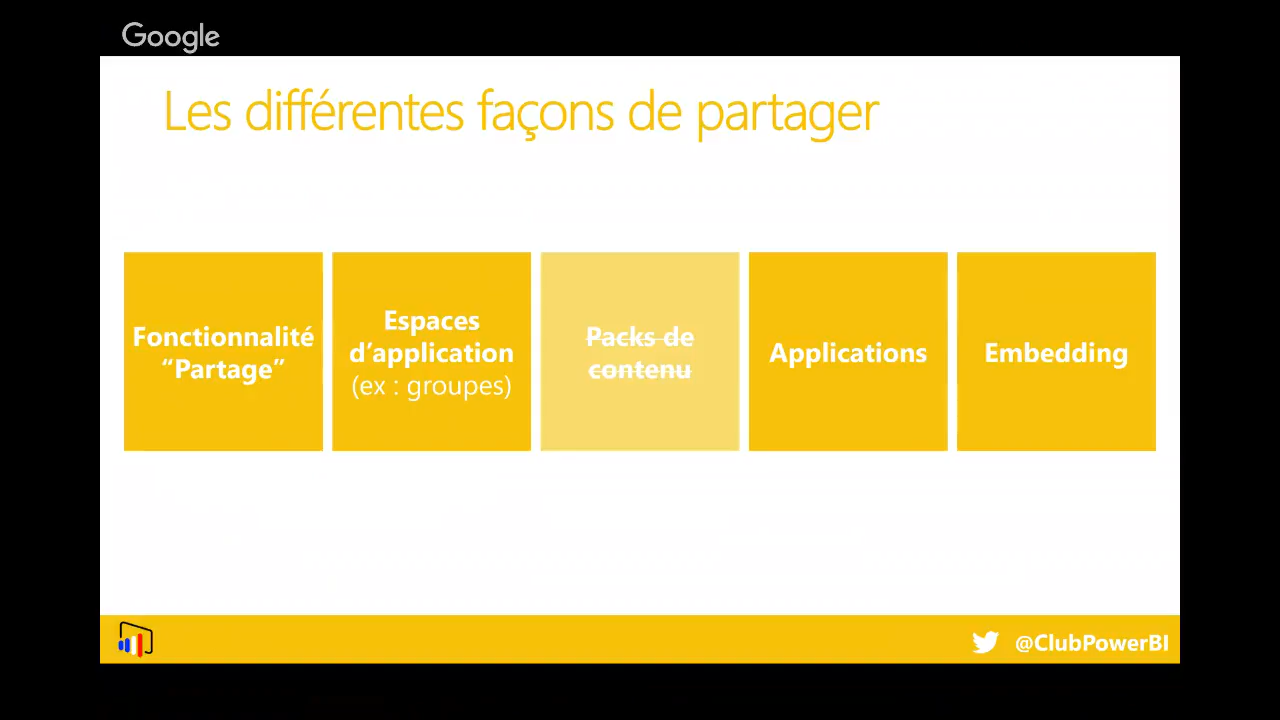 Google
Les différentes façons de partager
Fonctionnalité
“Partage”
Espaces
d’application
(ex : groupes)
Packs de
contenu
Applications
Embedding
@ClubPowerBI